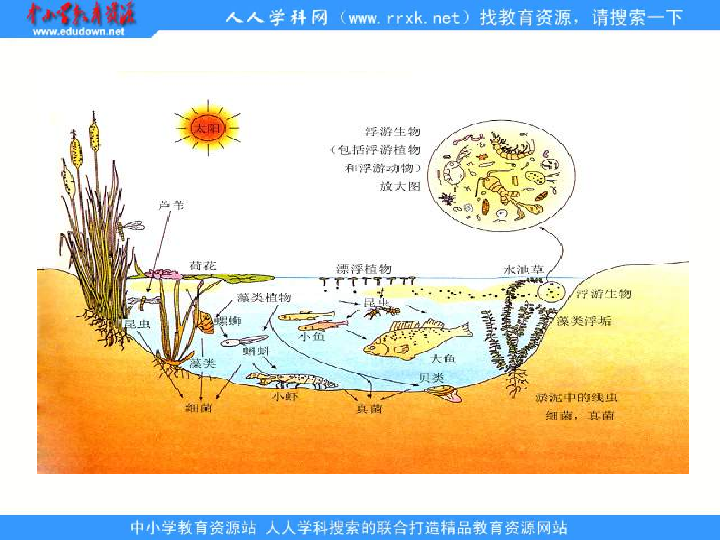 中小学教育资源
www.edudown.net
人人学科网（www.rrxk.net）找教育资源，请搜索一下
太阳
浮游生物
（包括浮游植物
和浮游动物）
放大图
芦苇
荷花
漂浮植物
水池草
藻类植物
昆虫
浮游生物
昆虫
螺蛳
小鱼
藻类浮垢
蝌蚪
大鱼
藻类
贝类
小虾
细菌
真菌
淤泥中的线虫
细菌，真菌
中小学教育资源站 人人学科搜索的联合打造精品教育资源网站